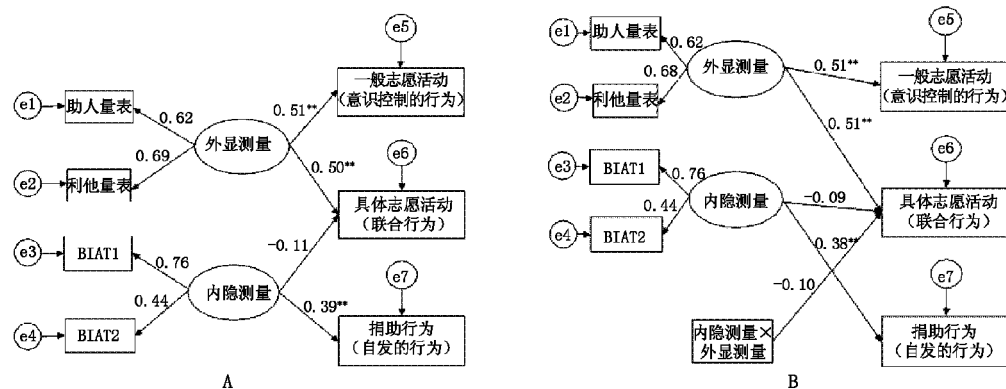 e5
e1
助人量表
0.62
外显测量
0.51**
一般志愿活动
(意识控制的行为)
e2
利他量表
0.69
0.50**
e6
具体志愿活动
(联合行为)
e3
BIAT1
0.76
-0.11
内隐测量
e7
e4
BIAT2
0.44
0.39**
捐助行为
(自发的行为)
A
e1
助人量表
0.62
外显测量
e5
0.51**
一般志愿活动
(意识控制的行为)
e2
利他量表
0.68
0.51**
e6
e3
BIAT1
0.76
内隐测量
-0.09
具体志愿活动
(联合行为)
e4
BIAT2
0.44
0.38**
e7
-0.10
内隐测量×
外显测量
捐助行为
(自发的行为)
B